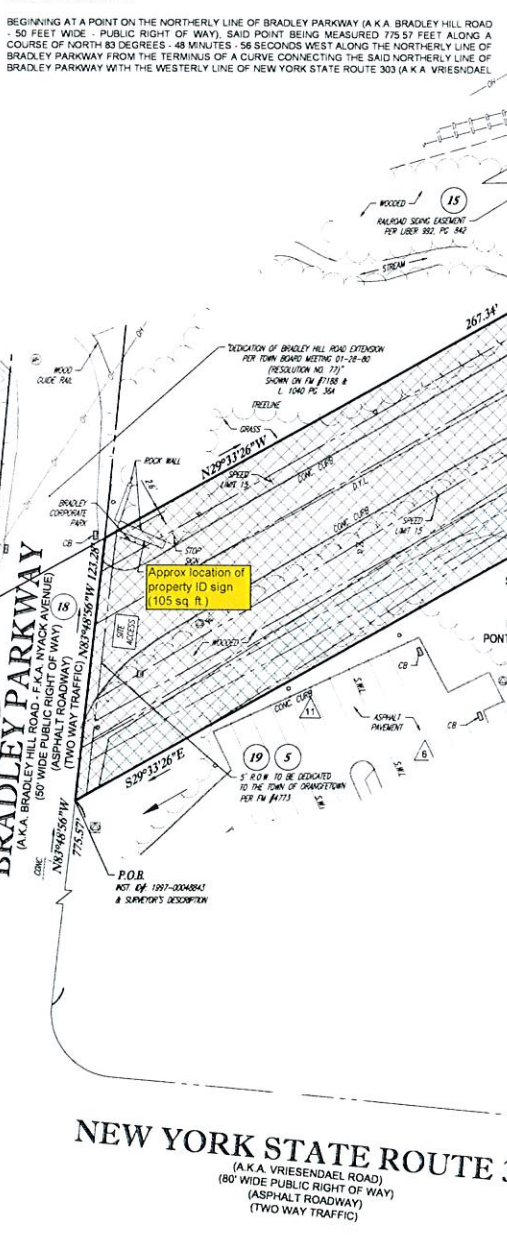 BEGINNING AT A POINT ON THE NORTHERLY LINE OF BRADLEY PARKWAY (A.K.A. BRADLEY HILL ROAD
- 50 FEET WIDE - PUBLIC RIGHT OF WAY), SAID POINT BEING MEASURED 775.57 FEET ALONG A
COURSE OF NORTH 83 DEGREES - 48 MINUTES - 56 SECONDS WEST ALONG THE NORTHERLY LINE OF
BRADLEY PARKWAY FROM THE TERMINUS OF A CURVE CONNECTING THE SAID NORTHERLY LINE OF
BRADLEY PARKWAY WITH THE WESTERLY LINE OF NEW YORK STATE ROUTE 303 (A.K.A. VRIESNDAEL
OH
WOODED
15
RAILROAD SIDING EASEMENT
PER LIBER 992, PG 842
STREAM
267.34'
OH
"DEDICATION OF BRADLEY HILL ROAD EXTENSION
PER TOWN BOARD MEETING 01-28-80
(RESOLUTION NO. 77)"
SHOWN ON FM #7188 &
L. 1040 PG 364
WOOD
GUIDE RAIL
TREELINE
GRASS
N29°33'26"W
ROCK WALL
SPEED
LIMIT 15
CONC CURB
D.Y.L.
BRADLEY
CORPORATE
PARK
CB
STOP
SIGN
CONC CURB
SPEED
LIMIT 15
Approx location of
property ID sign
(105 sq. ft.)
BRADLEY PARKWAY
(A.K.A. BRADLEY HILL ROAD - F.K.A. NYACK AVENUE)
(50' WIDE PUBLIC RIGHT OF WAY)
(ASPHALT ROADWAY)
(TWO WAY TRAFFIC)
18
N83°48'56"W 123.28'
SITE
ACCESS
WOODED
CONC CURB
11
S.W.L.
ASPHALT
PAVEMENT
6
CB
CB
S.W.L.
S.W.L.
S29°33'26"E
19 5
5' R.O.W. TO BE DEDICATED
TO THE TOWN OF ORANGETOWN
PER FM #4773
CONC
N83°48'56"W
775.57'
P.O.B.
INST. ID#: 1997-00048843
& SURVEYOR'S DESCRIPTION
NEW YORK STATE ROUTE
(A.K.A. VRIESENDAEL ROAD)
(80' WIDE PUBLIC RIGHT OF WAY)
(ASPHALT ROADWAY)
(TWO WAY TRAFFIC)